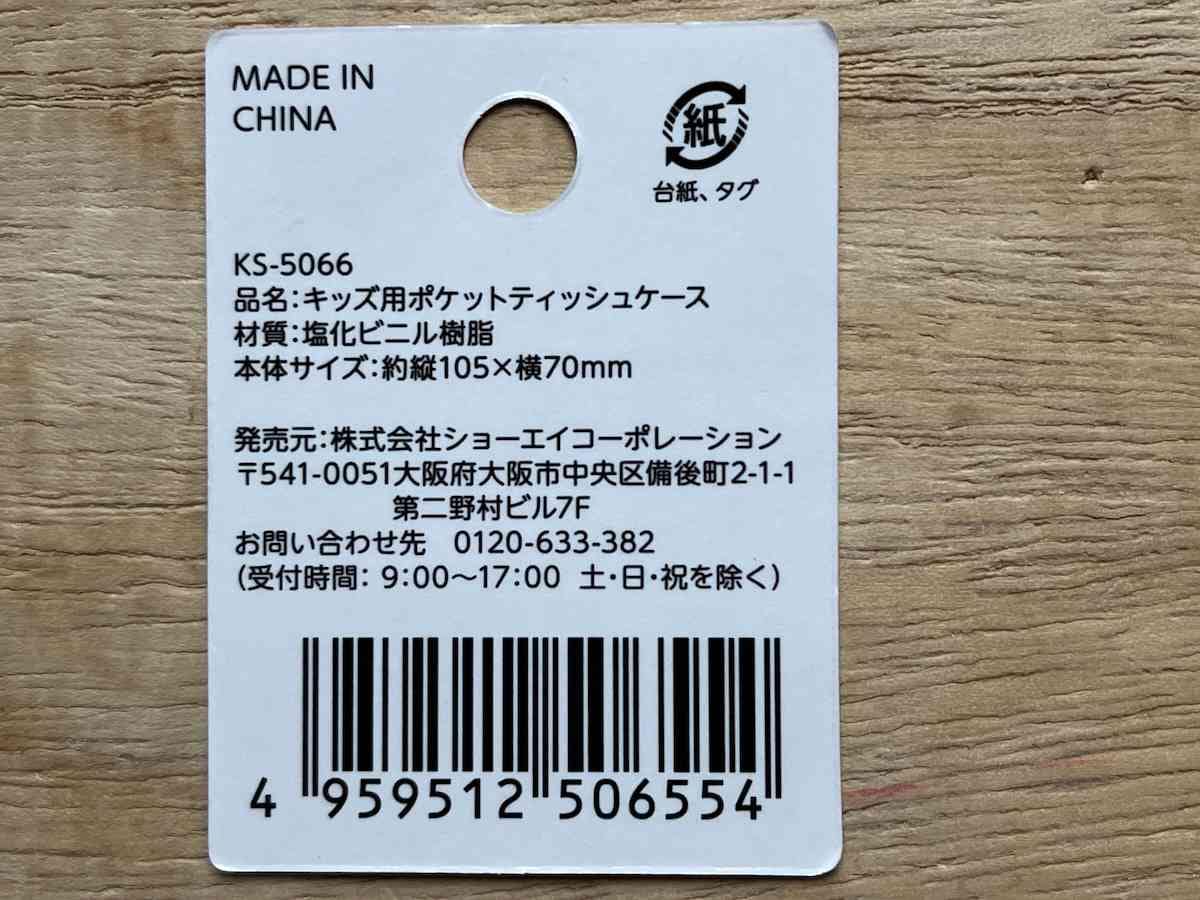 MADE IN
CHINA
紙
台紙、タグ
KS-5066
品名：キッズ用ポケットティッシュケース
材質：塩化ビニル樹脂
本体サイズ：約縦105×横70mm
発売元：株式会社ショーエイコーポレーション
〒541-0051大阪府大阪市中央区備後町2-1-1
第二野村ビル7F
お問い合わせ先　0120-633-382
（受付時間： 9：00～17：00 土・日・祝を除く）
4 959512 506554